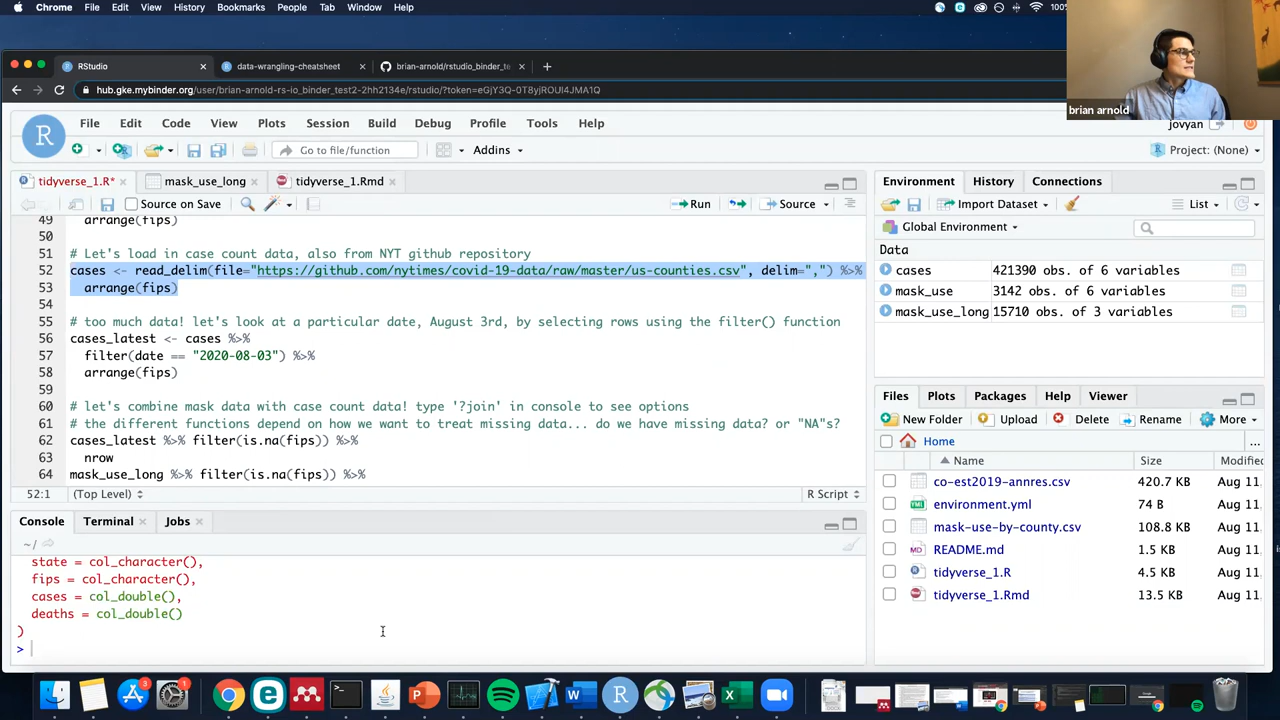 Chrome File Edit View History Bookmarks People Tab Window Help 100%
RStudio × data-wrangling-cheatsheet × brian-arnold/rstudio_binder_te × +
hub.gke.mybinder.org/user/brian-arnold-rs-io_binder_test2-2hh2134e/rstudio/?token=eGjY3Q-0T8yjROUI4JMA1Q
brian arnold
R File Edit Code View Plots Session Build Debug Profile Tools Help jovyan
Go to file/function Addins Project: (None)
tidyverse_1.R* × mask_use_long × tidyverse_1.Rmd ×
Source on Save Run Source
49 arrange(fips)
50
51 # Let's load in case count data, also from NYT github repository
52 cases <- read_delim(file="https://github.com/nytimes/covid-19-data/raw/master/us-counties.csv", delim=",") %>%
53 arrange(fips)
54
55 # too much data! let's look at a particular date, August 3rd, by selecting rows using the filter() function
56 cases_latest <- cases %>%
57 filter(date == "2020-08-03") %>%
58 arrange(fips)
59
60 # let's combine mask data with case count data! type '?join' in console to see options
61 # the different functions depend on how we want to treat missing data... do we have missing data? or "NA"s?
62 cases_latest %>% filter(is.na(fips)) %>%
63 nrow
64 mask_use_long %>% filter(is.na(fips)) %>%
52:1 (Top Level) R Script
Console Terminal × Jobs ×
~/
state = col_character(),
fips = col_character(),
cases = col_double(),
deaths = col_double()
)
>
Environment History Connections
Import Dataset List
Global Environment
Data
cases 421390 obs. of 6 variables
mask_use 3142 obs. of 6 variables
mask_use_long 15710 obs. of 3 variables
Files Plots Packages Help Viewer
New Folder Upload Delete Rename More
Home ...
Name Size Modified
co-est2019-annres.csv 420.7 KB Aug 11,
environment.yml 74 B Aug 11,
mask-use-by-county.csv 108.8 KB Aug 11,
README.md 1.5 KB Aug 11,
tidyverse_1.R 4.5 KB Aug 11,
tidyverse_1.Rmd 13.5 KB Aug 11,